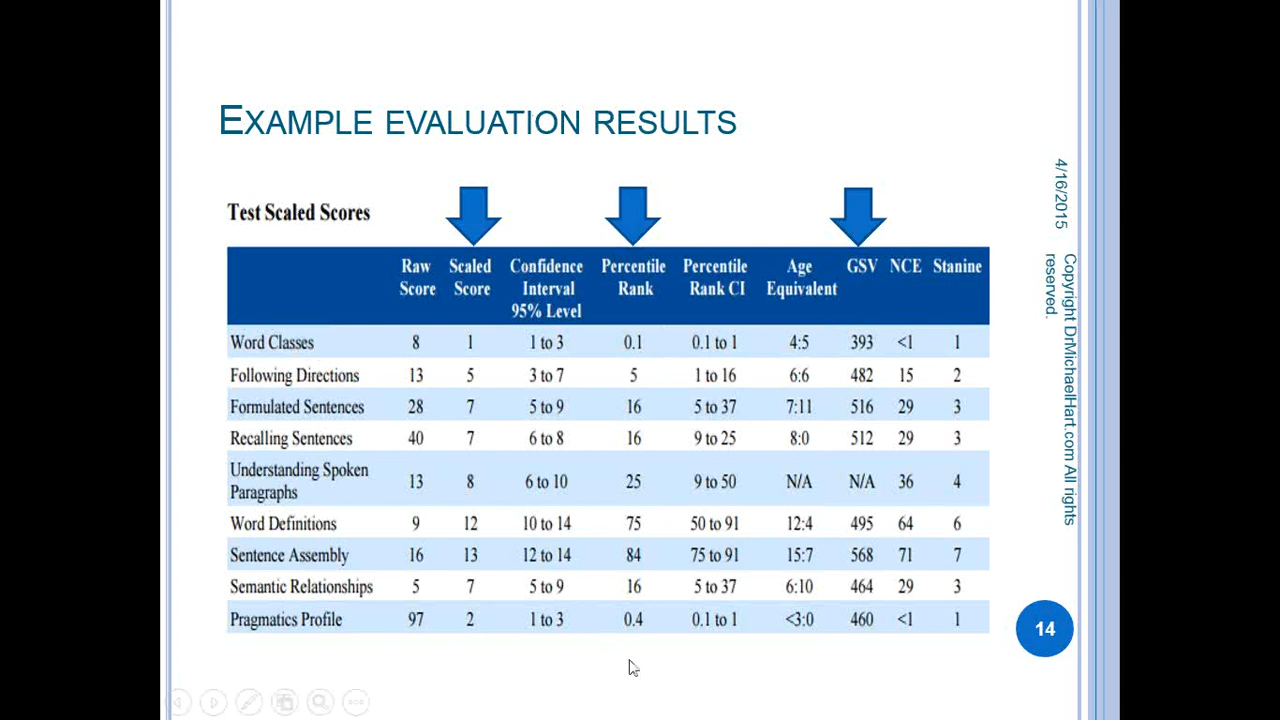 EXAMPLE EVALUATION RESULTS
4/16/2015
Copyright DrMichaelHart.com All rights
reserved.
Test Scaled Scores
Raw Score Scaled Score Confidence Interval 95% Level Percentile Rank Percentile Rank CI Age Equivalent GSV NCE Stanine
Word Classes 8 1 1 to 3 0.1 0.1 to 1 4:5 393 <1 1
Following Directions 13 5 3 to 7 5 1 to 16 6:6 482 15 2
Formulated Sentences 28 7 5 to 9 16 5 to 37 7:11 516 29 3
Recalling Sentences 40 7 6 to 8 16 9 to 25 8:0 512 29 3
Understanding Spoken Paragraphs 13 8 6 to 10 25 9 to 50 N/A N/A 36 4
Word Definitions 9 12 10 to 14 75 50 to 91 12:4 495 64 6
Sentence Assembly 16 13 12 to 14 84 75 to 91 15:7 568 71 7
Semantic Relationships 5 7 5 to 9 16 5 to 37 6:10 464 29 3
Pragmatics Profile 97 2 1 to 3 0.4 0.1 to 1 <3:0 460 <1 1
14